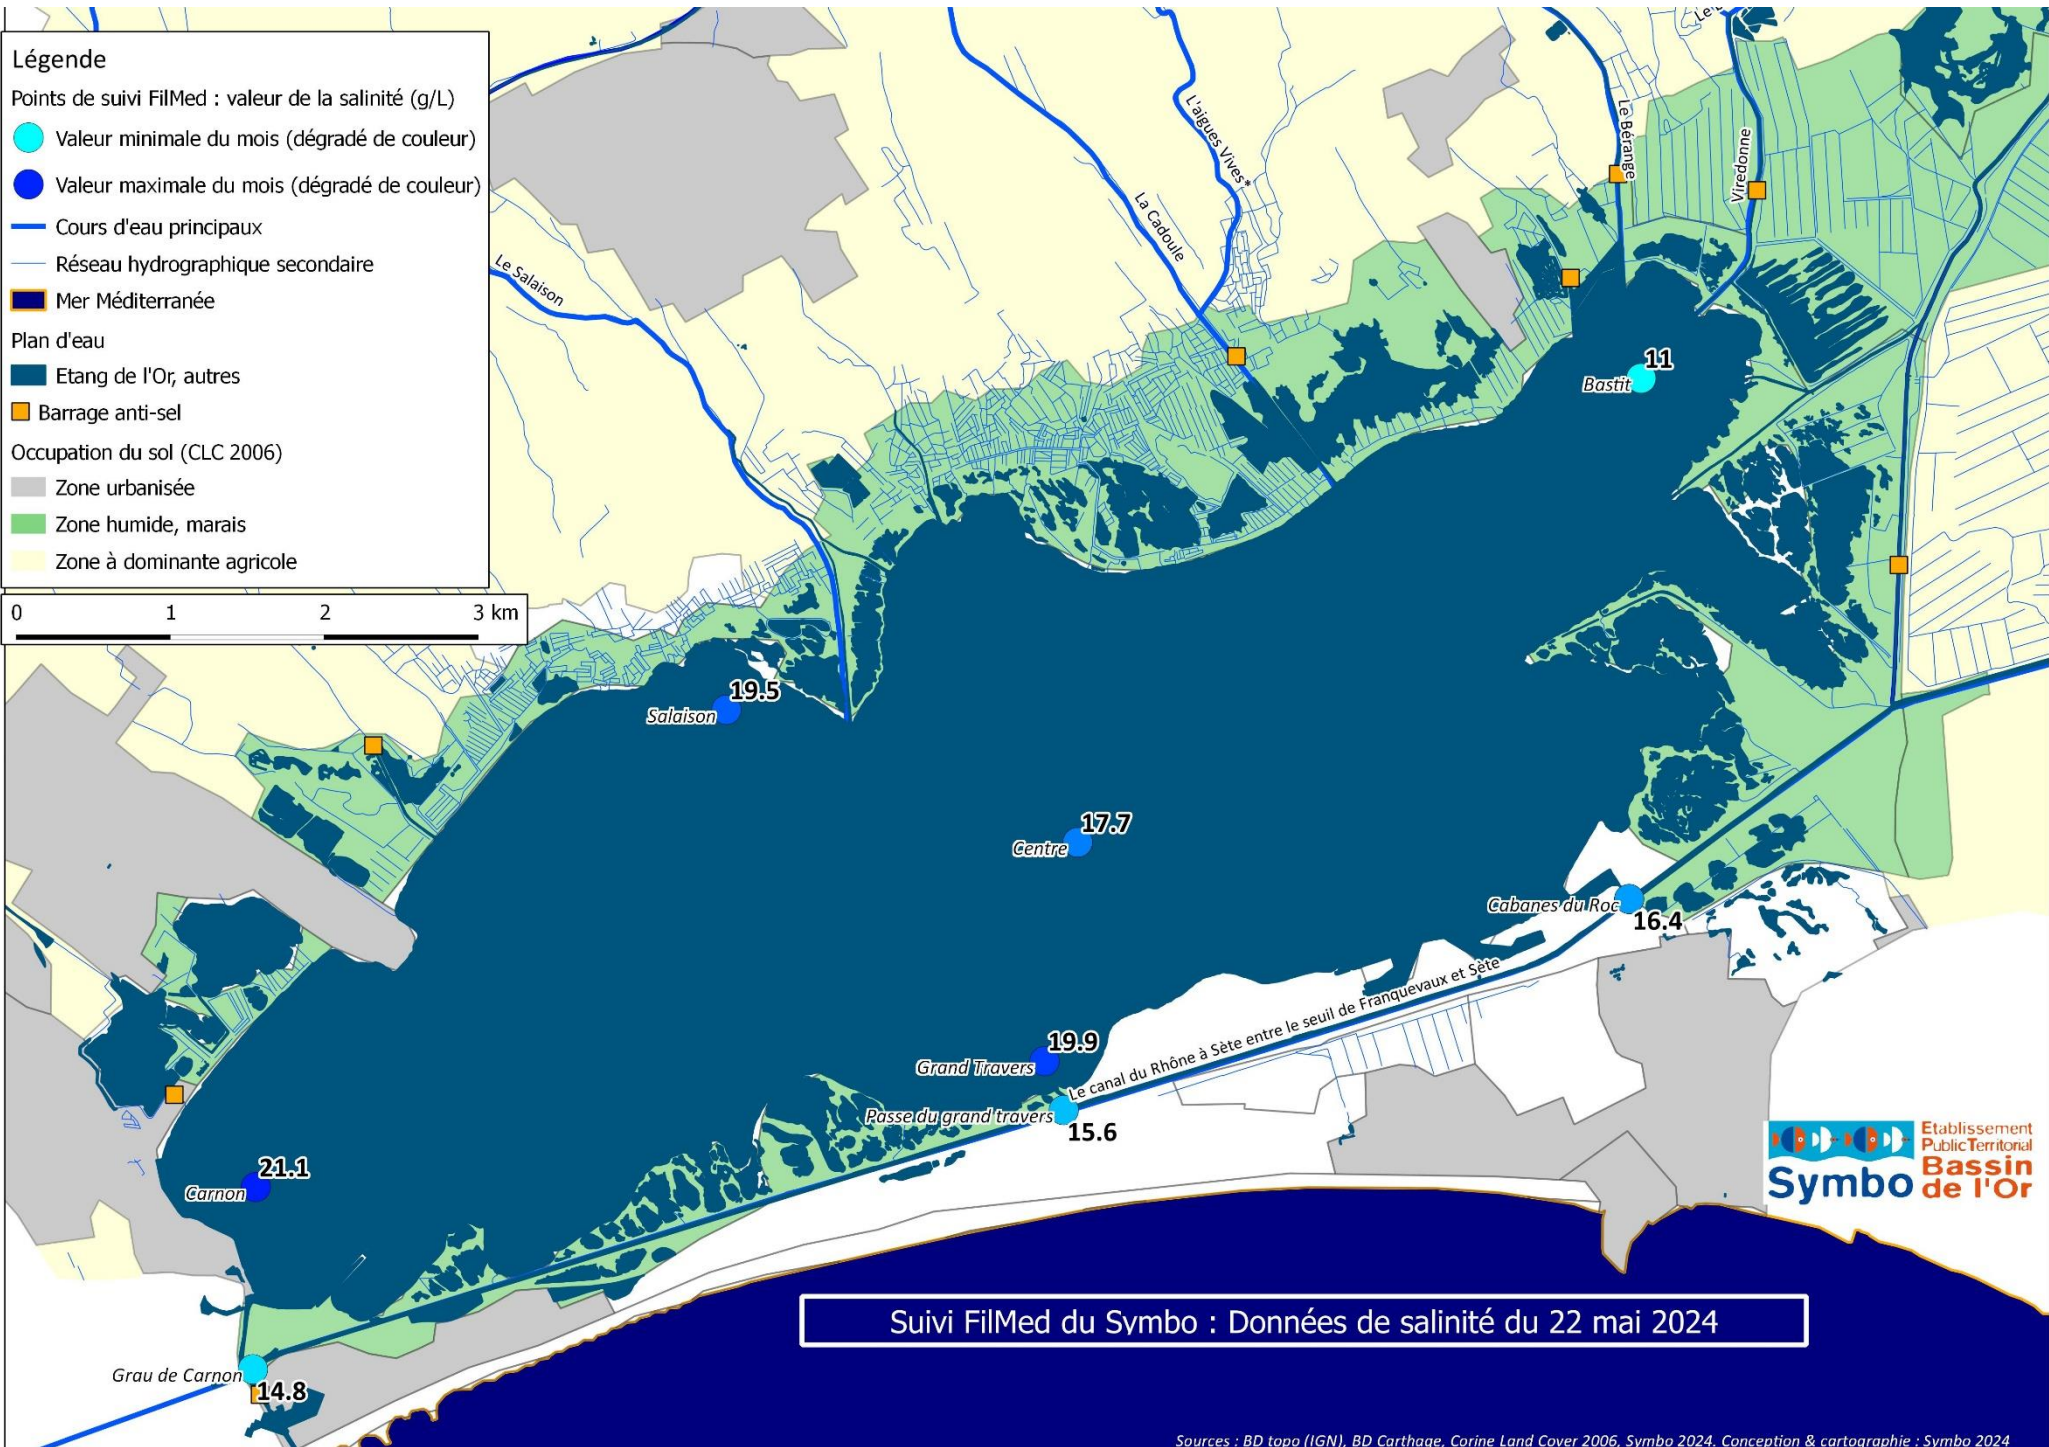 Légende
Points de suivi FilMed : valeur de la salinité (g/L)
Valeur minimale du mois (dégradé de couleur)
Valeur maximale du mois (dégradé de couleur)
Cours d'eau principaux
Réseau hydrographique secondaire
Mer Méditerranée
Plan d'eau
Etang de l'Or, autres
Barrage anti-sel
Occupation du sol (CLC 2006)
Zone urbanisée
Zone humide, marais
Zone à dominante agricole
0 1 2 3 km
Le Salaison
La Cadoule
L'aigues Vives*
Le Bérange
Viredonne
11
Bastit
19.5
Salaison
17.7
Centre
Cabanes du Roc
16.4
Le canal du Rhône à Sète entre le seuil de Franquevaux et Sète
19.9
Grand Travers
Passe du grand travers
15.6
21.1
Carnon
Grau de Carnon
14.8
Etablissement
Public Territorial
Bassin
de l'Or
Symbo
Suivi FilMed du Symbo : Données de salinité du 22 mai 2024
Sources : BD topo (IGN), BD Carthage, Corine Land Cover 2006, Symbo 2024. Conception & cartographie : Symbo 2024